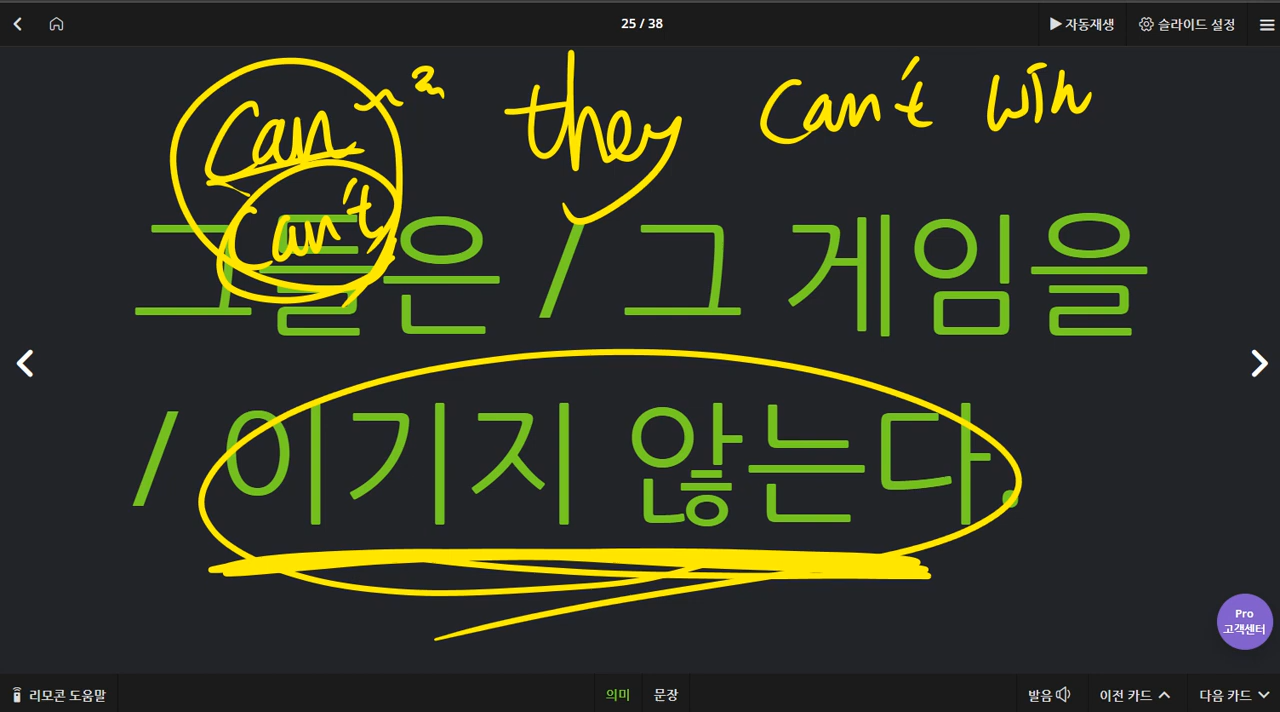 25 / 38
▶ 자동재생
슬라이드 설정
can
they can't win
can't
그들은 / 그 게임을
/ 이기지 않는다.
Pro
고객센터
리모콘 도움말
의미
문장
발음
이전 카드
다음 카드